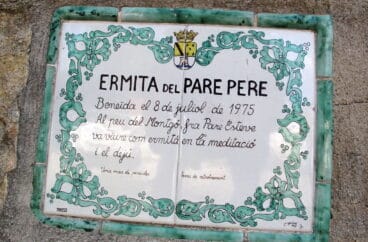 ERMITA DEL PARE PERE
Beneïda el 8 de juliol de 1975
Al peu del Montgó, fra Pare Esteve
va viure com ermità en la meditació
i el dejú.